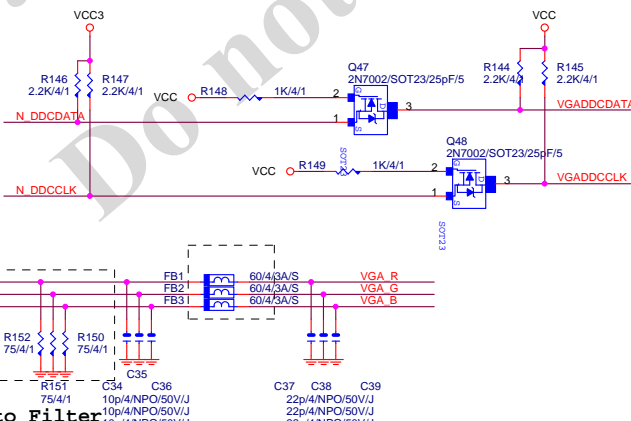 Do not
VCC3
VCC
R146
2.2K/4/1
R147
2.2K/4/1
VCC
R148
1K/4/1
Q47
2N7002/SOT23/25pF/5
R144
2.2K/4/1
R145
2.2K/4/1
2
G
D
S
1
3
N_DDCDATA
VGADDCDATA
SOT23
Q48
2N7002/SOT23/25pF/5
VCC
R149
1K/4/1
2
G
D
S
1
3
N_DDCCLK
VGADDCCLK
SOT23
FB1
60/4/3A/S
VGA_R
FB2
60/4/3A/S
VGA_G
FB3
60/4/3A/S
VGA_B
R152
75/4/1
R150
75/4/1
R151
75/4/1
C35
C34
C36
10p/4/NPO/50V/J
10p/4/NPO/50V/J
C37
C38
C39
22p/4/NPO/50V/J
22p/4/NPO/50V/J
to Filter